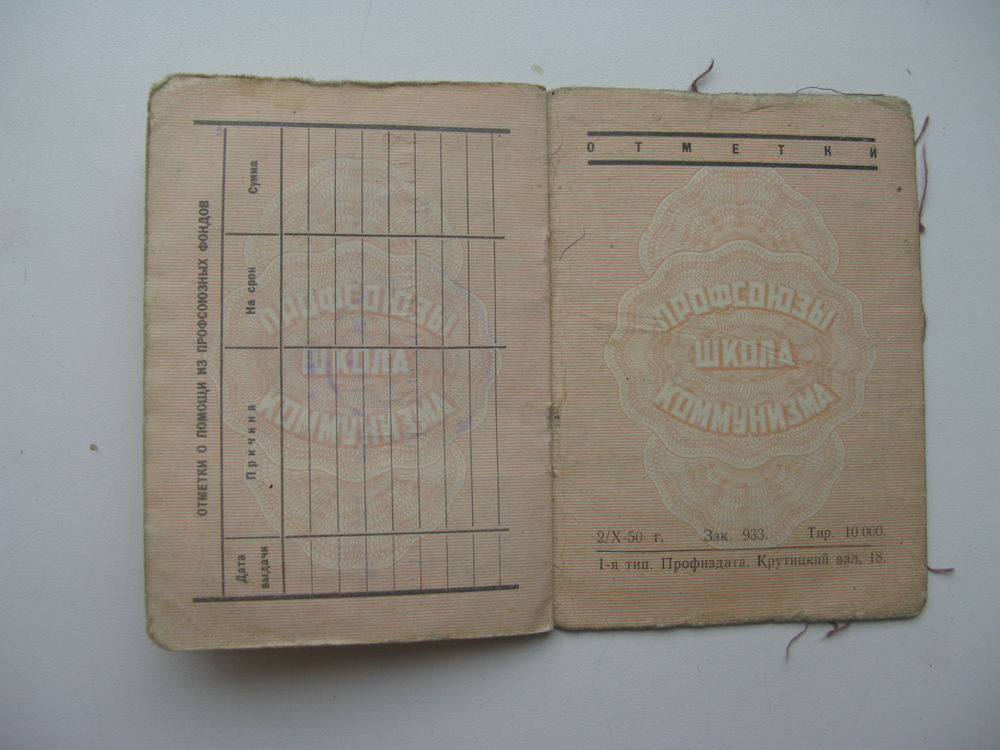 ОТМЕТКИ О ПОМОЩИ ИЗ ПРОФСОЮЗНЫХ ФОНДОВ
Дата выдачи
Причина
На срок
Сумма
ПРОФСОЮЗЫ
ШКОЛА
КОММУНИЗМА
ОТМЕТКИ
ПРОФСОЮЗЫ
ШКОЛА
КОММУНИЗМА
2/X-50 г. Зак. 933. Тир. 10 000.
1-я тип. Профиздата. Крутицкий вал, 18.